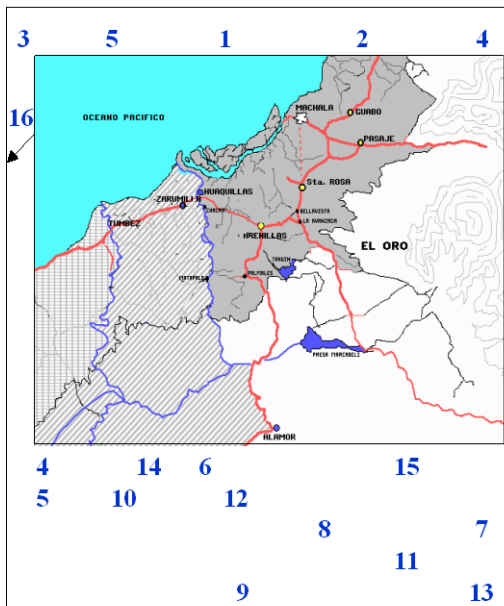 3 5 1 2 4
16
MACHALA
GUABO
OCEANO PACIFICO
PASAJE
Sta. ROSA
HUAQUILLAS
ZARUMILLA
CHACRAS
BELLAVISTA
LA AVANZADA
TUMBEZ
ARENILLAS
EL ORO
TAHUIN
PALMALES
PRESA MARCABELI
ALAMOR
4 14 6 15
5 10 12
8 7
11
9 13